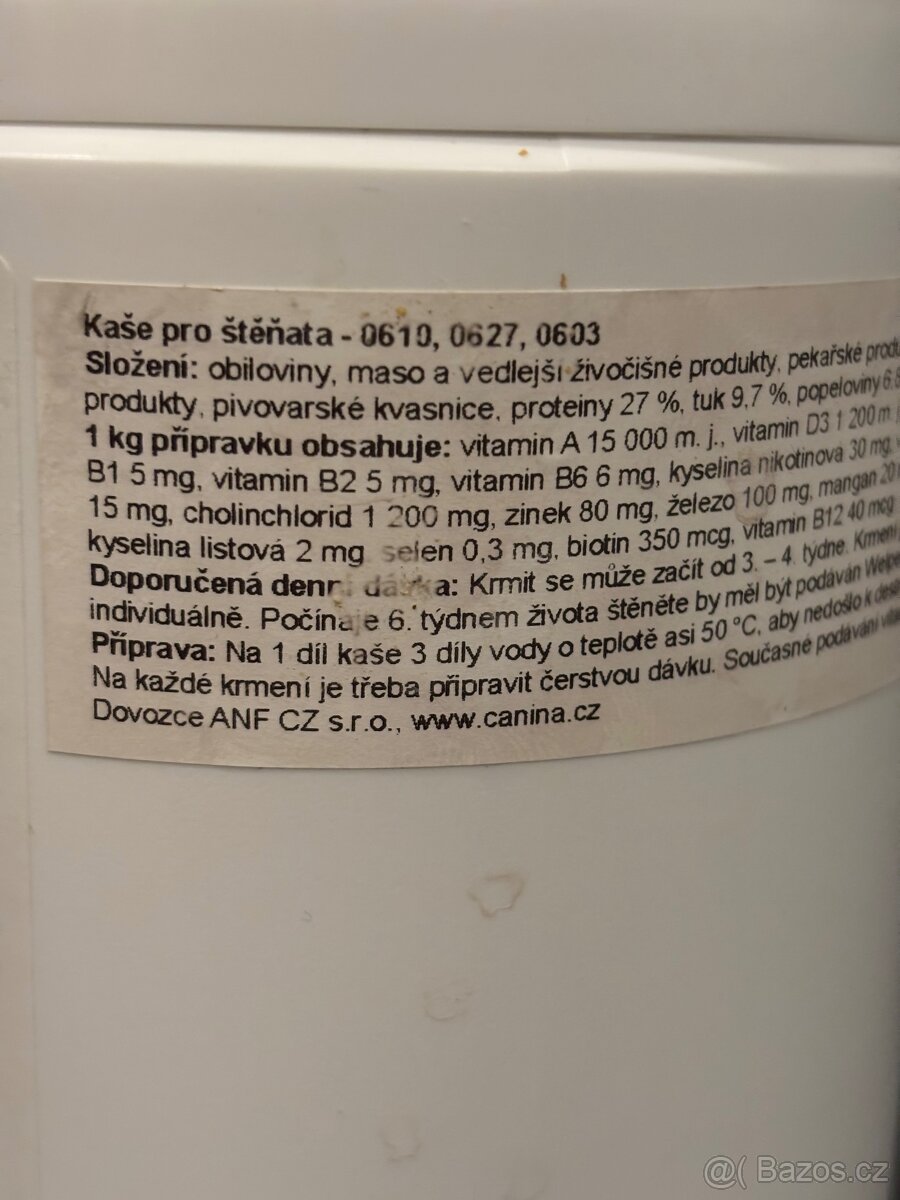 Kaše pro štěňata - 0610, 0627, 0603
Složení: obiloviny, maso a vedlejší živočišné produkty, pekařské
produkty, pivovarské kvasnice, proteiny 27 %, tuk 9,7 %, popeloviny
1 kg přípravku obsahuje: vitamin A 15 000 m. j., vitamin D3 1 200 m.
B1 5 mg, vitamin B2 5 mg, vitamin B6 6 mg, kyselina nikotinova 30 mg,
15 mg, cholinchlorid 1 200 mg, zinek 80 mg, železo 100 mg, mangan 20
kyselina listová 2 mg selen 0,3 mg, biotin 350 mcg, vitamin B12 40 mcg
Doporučená denní dávka: Krmit se může začít od 3. – 4. týdne. Krmení
individuálně. Počínaje 6. týdnem života štěněte by měl být podáván
Příprava: Na 1 díl kaše 3 díly vody o teplotě asi 50 °C, aby nedošlo k
Na každé krmení je třeba připravit čerstvou dávku. Současné podávání
Dovozce ANF CZ s.r.o., www.canina.cz
@( Bazos.cz